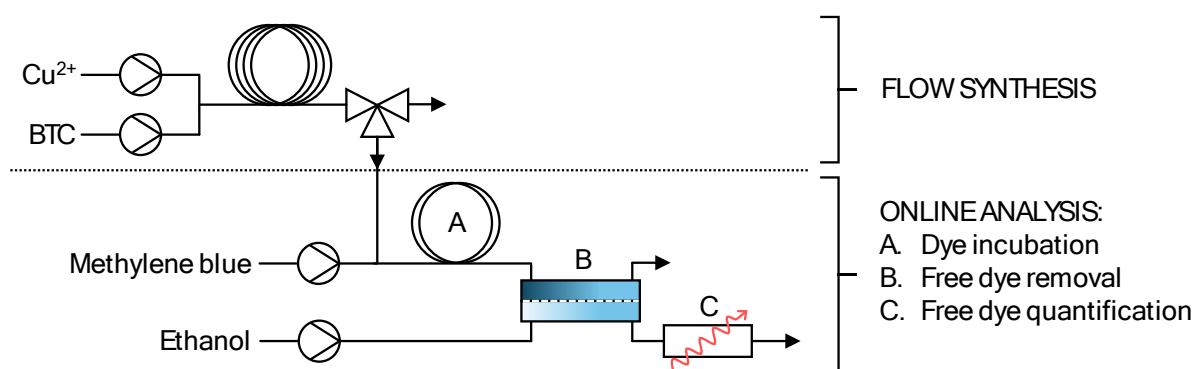 Cu²⁺
BTC
FLOW SYNTHESIS
Methylene blue
A
B
C
Ethanol
ONLINE ANALYSIS:
A. Dye incubation
B. Free dye removal
C. Free dye quantification